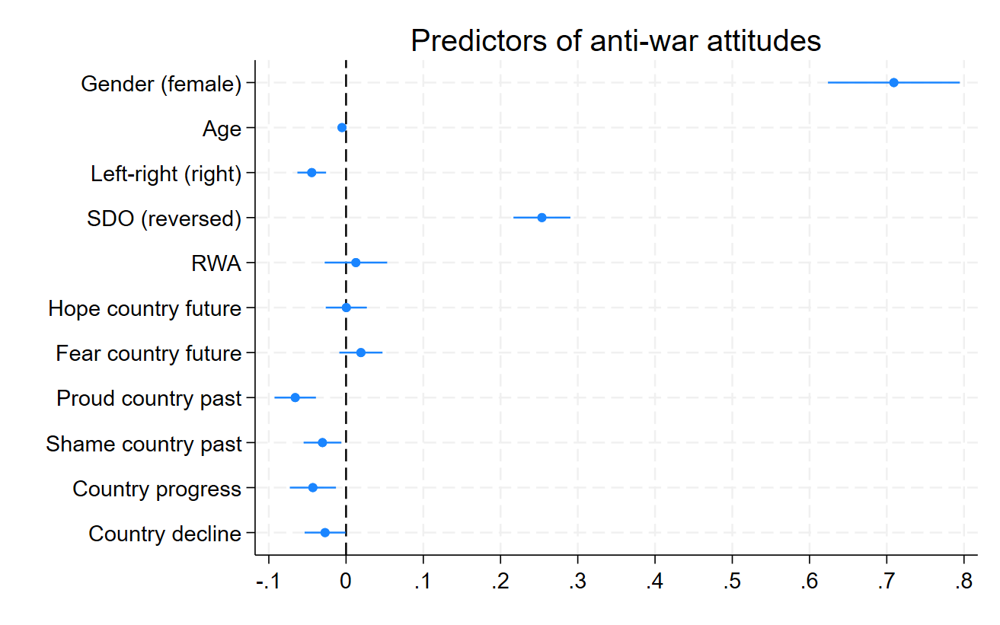 Predictors of anti-war attitudes
Gender (female)
Age
Left-right (right)
SDO (reversed)
RWA
Hope country future
Fear country future
Proud country past
Shame country past
Country progress
Country decline
-.1 0 .1 .2 .3 .4 .5 .6 .7 .8